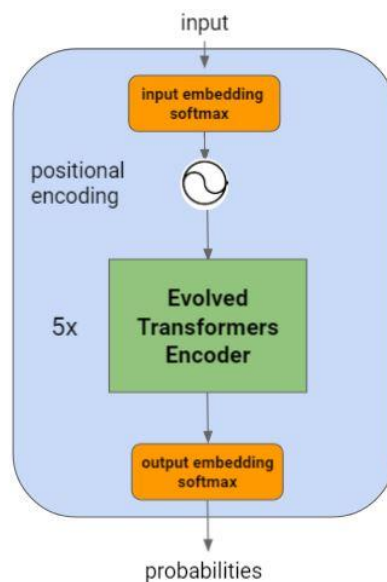 input
input embedding
softmax
positional
encoding
5x
Evolved
Transformers
Encoder
output embedding
softmax
probabilities